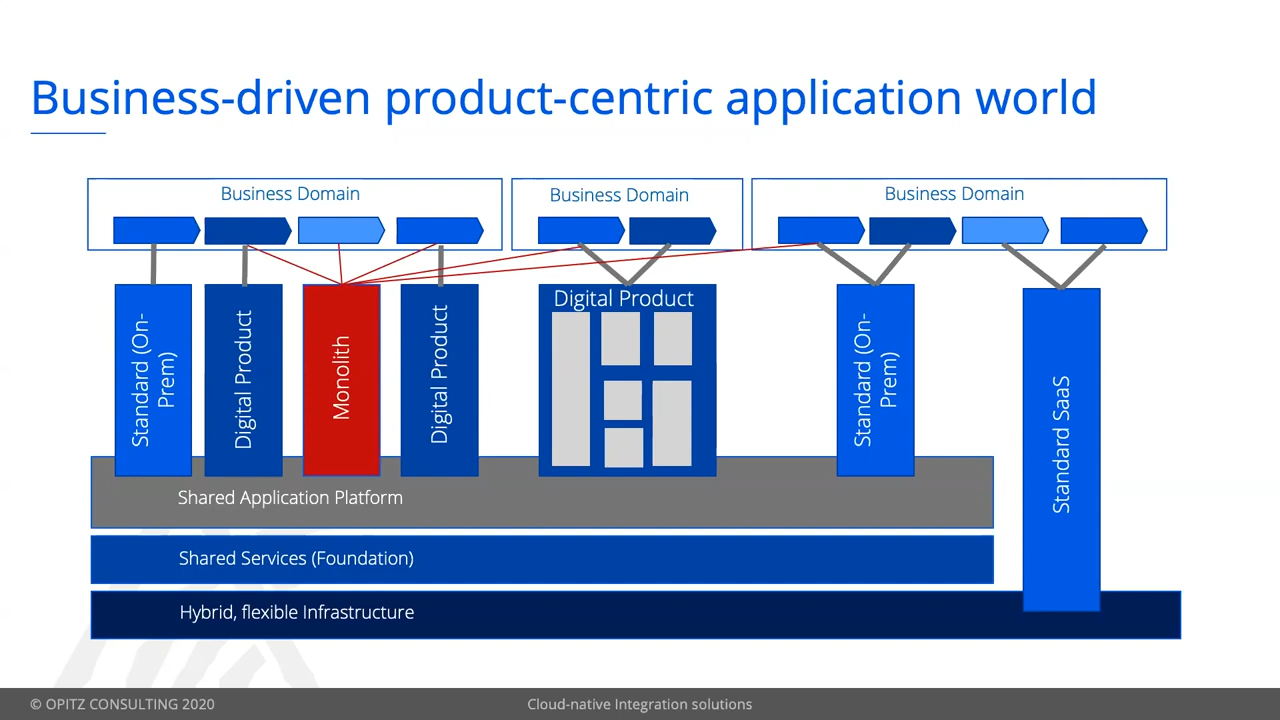 Business-driven product-centric application world
Business Domain
Business Domain
Business Domain
Standard (On-
Prem)
Digital Product
Monolith
Digital Product
Digital Product
Standard (On-
Prem)
Standard SaaS
Shared Application Platform
Shared Services (Foundation)
Hybrid, flexible Infrastructure
© OPITZ CONSULTING 2020
Cloud-native Integration solutions